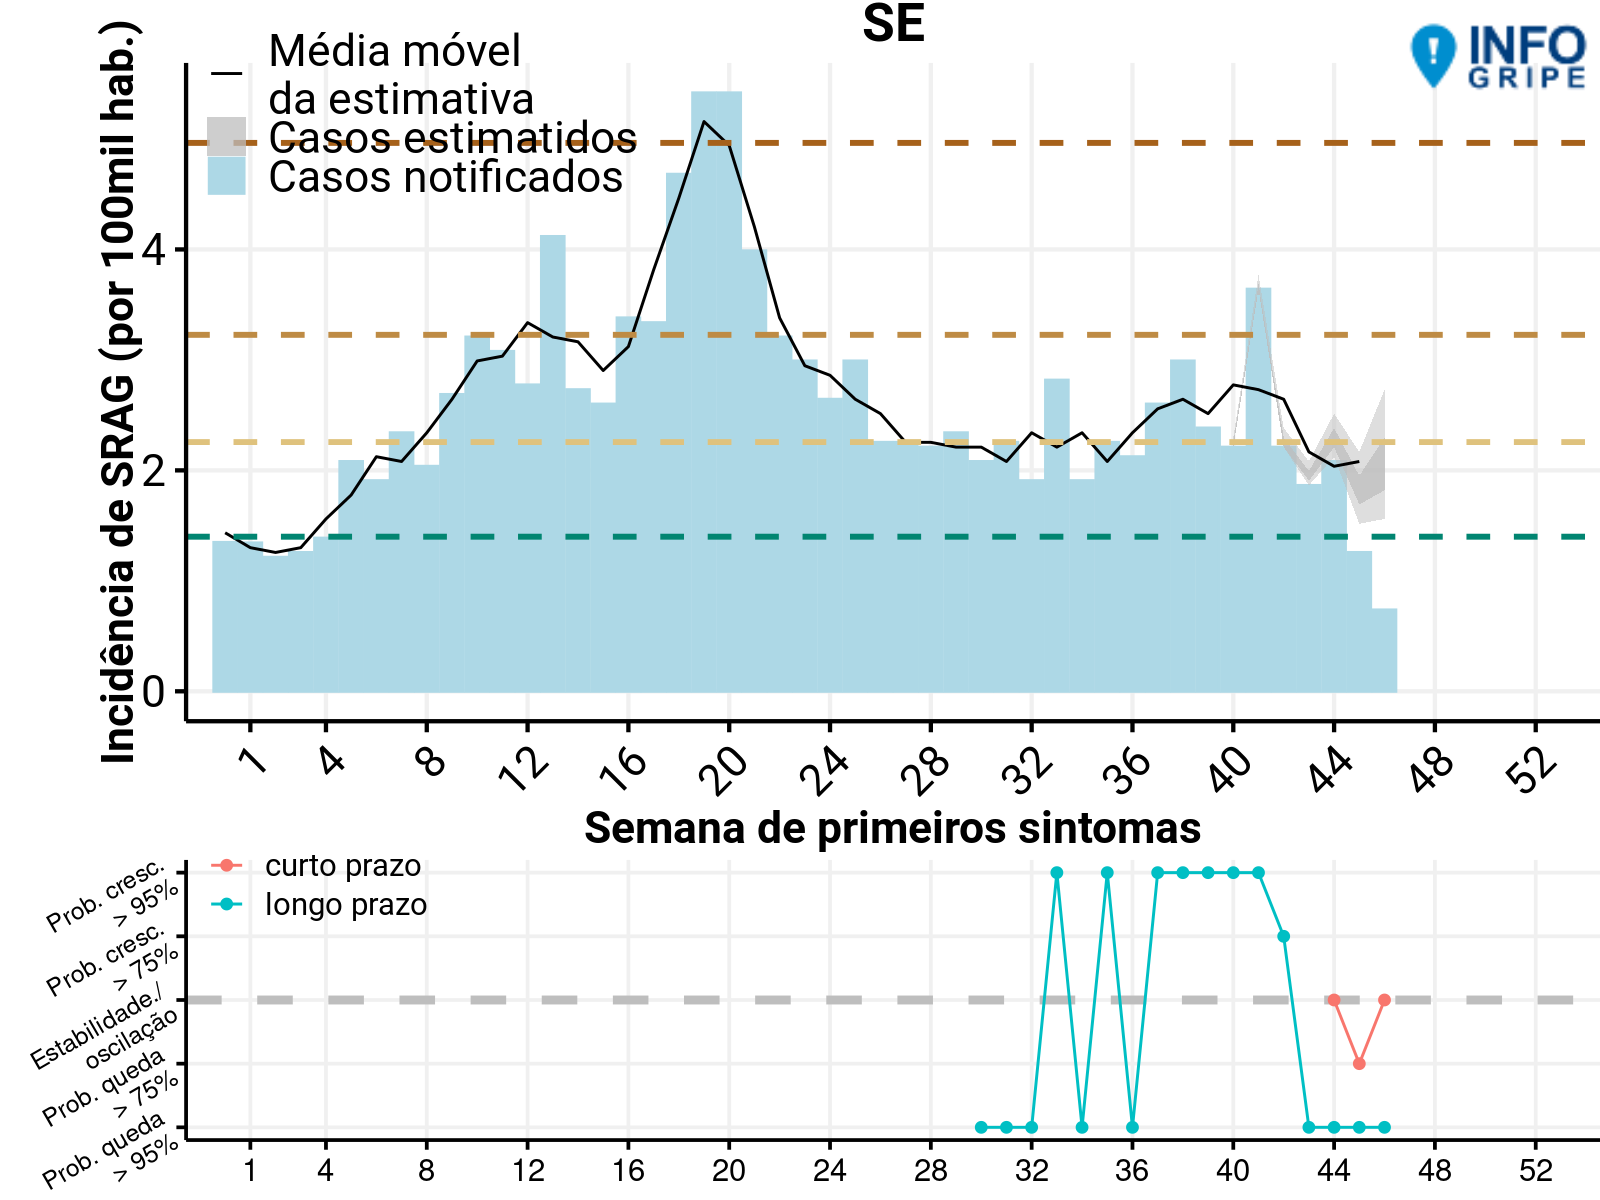 SE
INFO
GRIPE
Média móvel
da estimativa
Casos estimatidos
Casos notificados
Incidência de SRAG (por 100mil hab.)
4
2
0
1 4 8 12 16 20 24 28 32 36 40 44 48 52
Semana de primeiros sintomas
curto prazo
longo prazo
Prob. cresc.
> 95%
Prob. cresc.
> 75%
Estabilidade./
oscilação
Prob. queda
> 75%
Prob. queda
> 95%
1 4 8 12 16 20 24 28 32 36 40 44 48 52